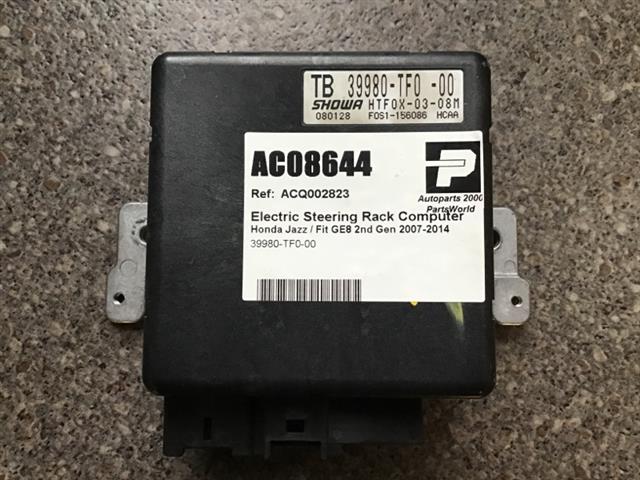 TB 39980-TF0 -00
SHOWA HTF0X-03-08M
080128 F0S1-156086 HCAA
AC08644
P
Autoparts 2000
PartsWorld
Ref: ACQ002823
Electric Steering Rack Computer
Honda Jazz / Fit GE8 2nd Gen 2007-2014
39980-TF0-00